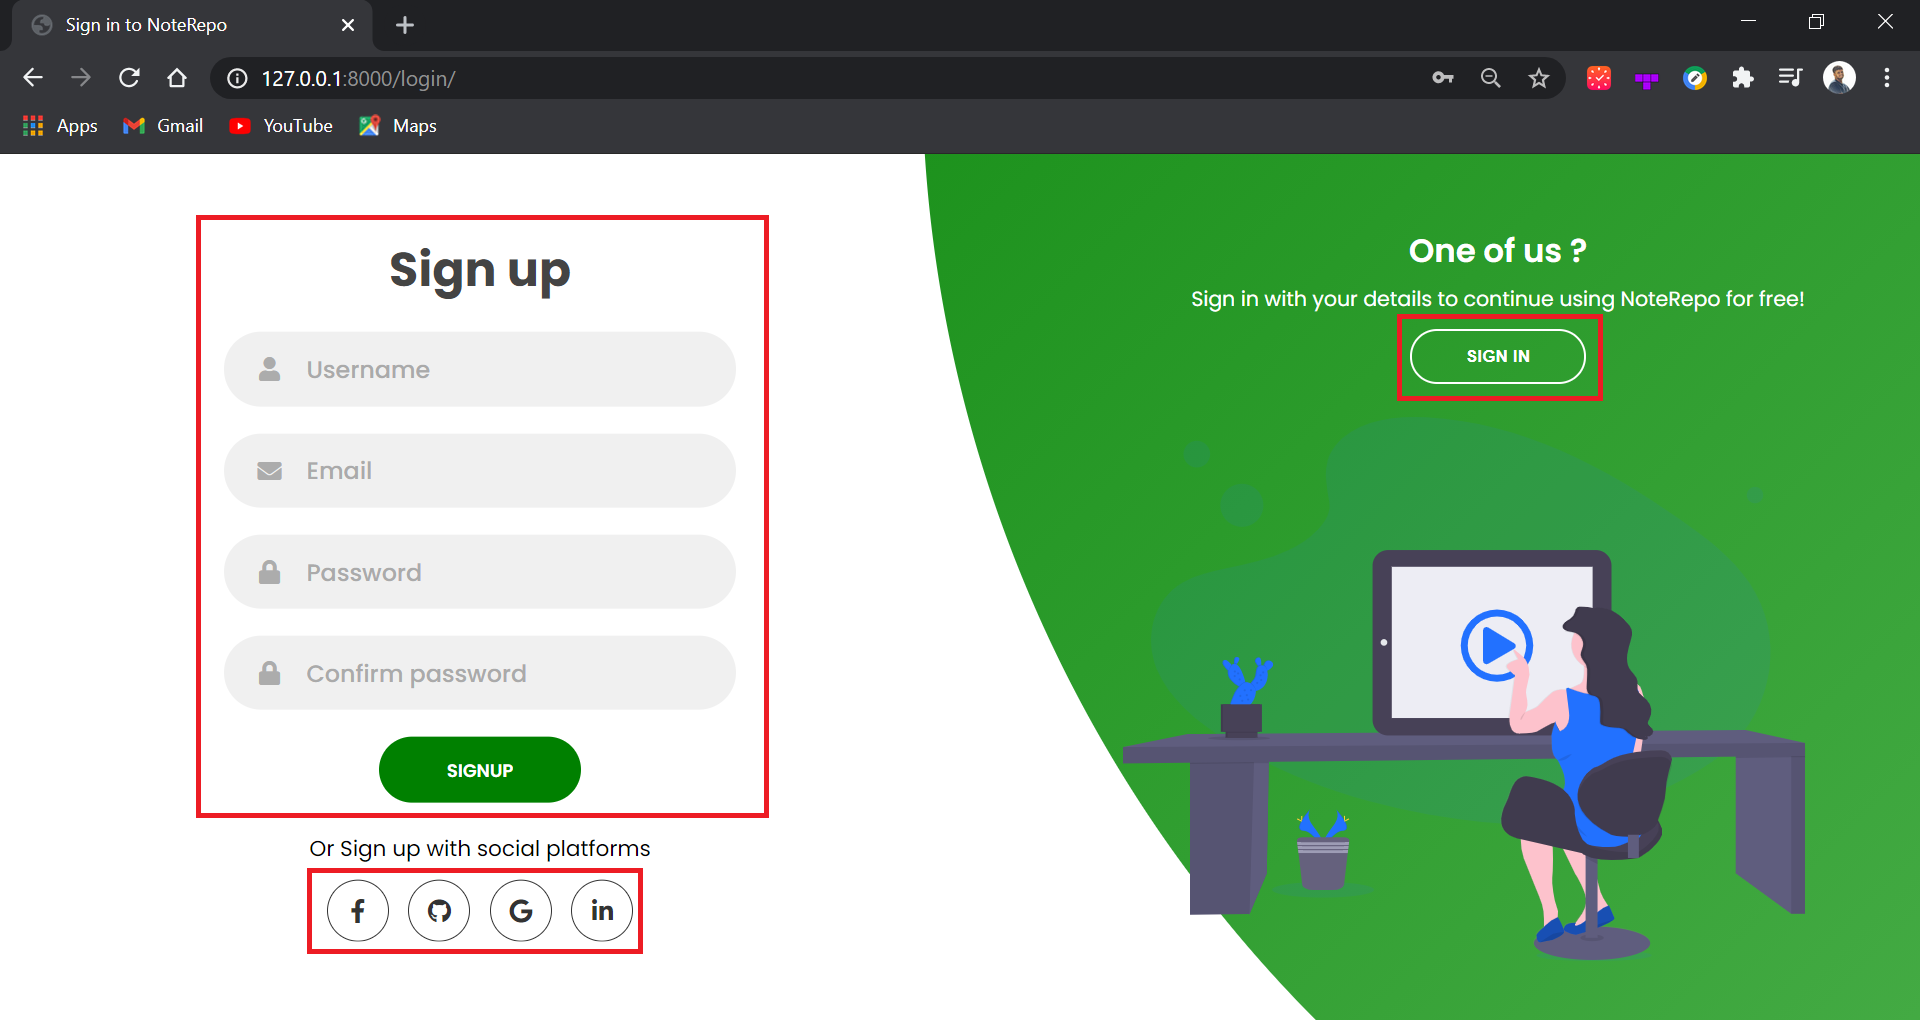 Sign in to NoteRepo
127.0.0.1:8000/login/
Apps Gmail YouTube Maps
Sign up
Username
Email
Password
Confirm password
SIGNUP
Or Sign up with social platforms
f G in
One of us ?
Sign in with your details to continue using NoteRepo for free!
SIGN IN